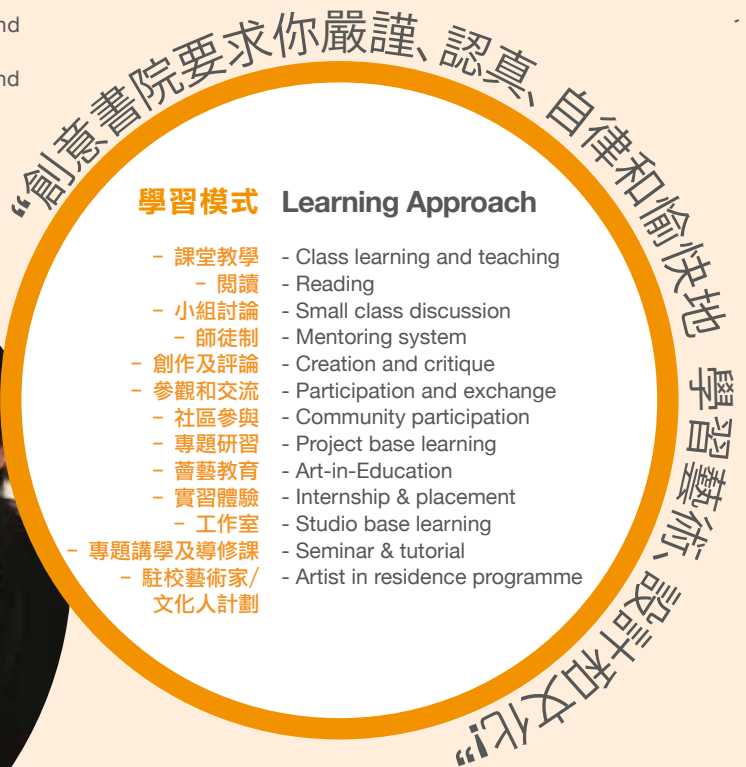 nd
nd
“創意書院要求你嚴謹、認真、自律和愉快地 學習藝術、設計和文化!”
學習模式 Learning Approach
– 課堂教學 - Class learning and teaching
– 閱讀 - Reading
– 小組討論 - Small class discussion
– 師徒制 - Mentoring system
– 創作及評論 - Creation and critique
– 參觀和交流 - Participation and exchange
– 社區參與 - Community participation
– 專題研習 - Project base learning
– 薈藝教育 - Art-in-Education
– 實習體驗 - Internship & placement
– 工作室 - Studio base learning
– 專題講學及導修課 - Seminar & tutorial
– 駐校藝術家/ - Artist in residence programme
文化人計劃